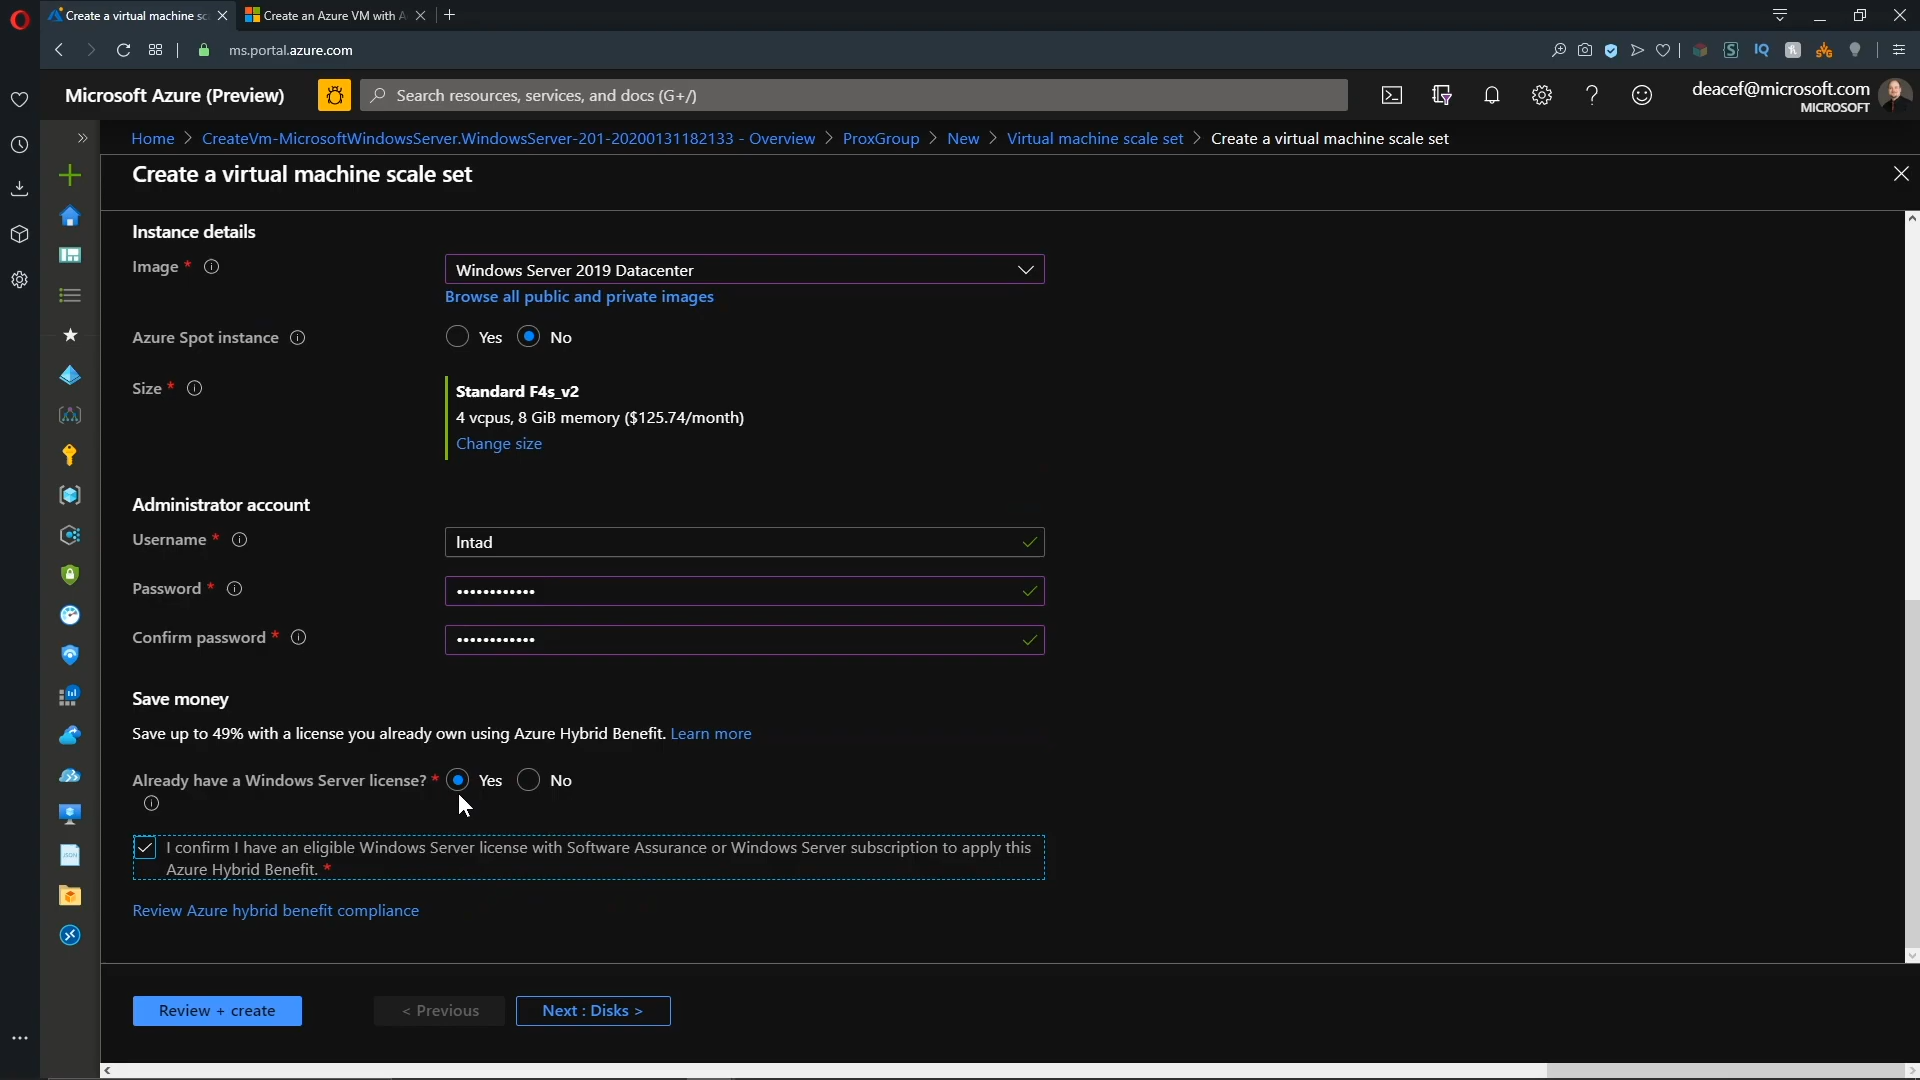 Create a virtual machine sc
Create an Azure VM with A
ms.portal.azure.com
Microsoft Azure (Preview)
Search resources, services, and docs (G+/)
deacef@microsoft.com
MICROSOFT
Home > CreateVm-MicrosoftWindowsServer.WindowsServer-201-20200131182133 - Overview > ProxGroup > New > Virtual machine scale set > Create a virtual machine scale set
Create a virtual machine scale set
Instance details
Image *
Windows Server 2019 Datacenter
Browse all public and private images
Azure Spot instance
Yes No
Size *
Standard F4s_v2
4 vcpus, 8 GiB memory ($125.74/month)
Change size
Administrator account
Username *
lntad
Password *
••••••••••••
Confirm password *
••••••••••••
Save money
Save up to 49% with a license you already own using Azure Hybrid Benefit. Learn more
Already have a Windows Server license? * Yes No
I confirm I have an eligible Windows Server license with Software Assurance or Windows Server subscription to apply this
Azure Hybrid Benefit. *
Review Azure hybrid benefit compliance
Review + create
< Previous
Next : Disks >